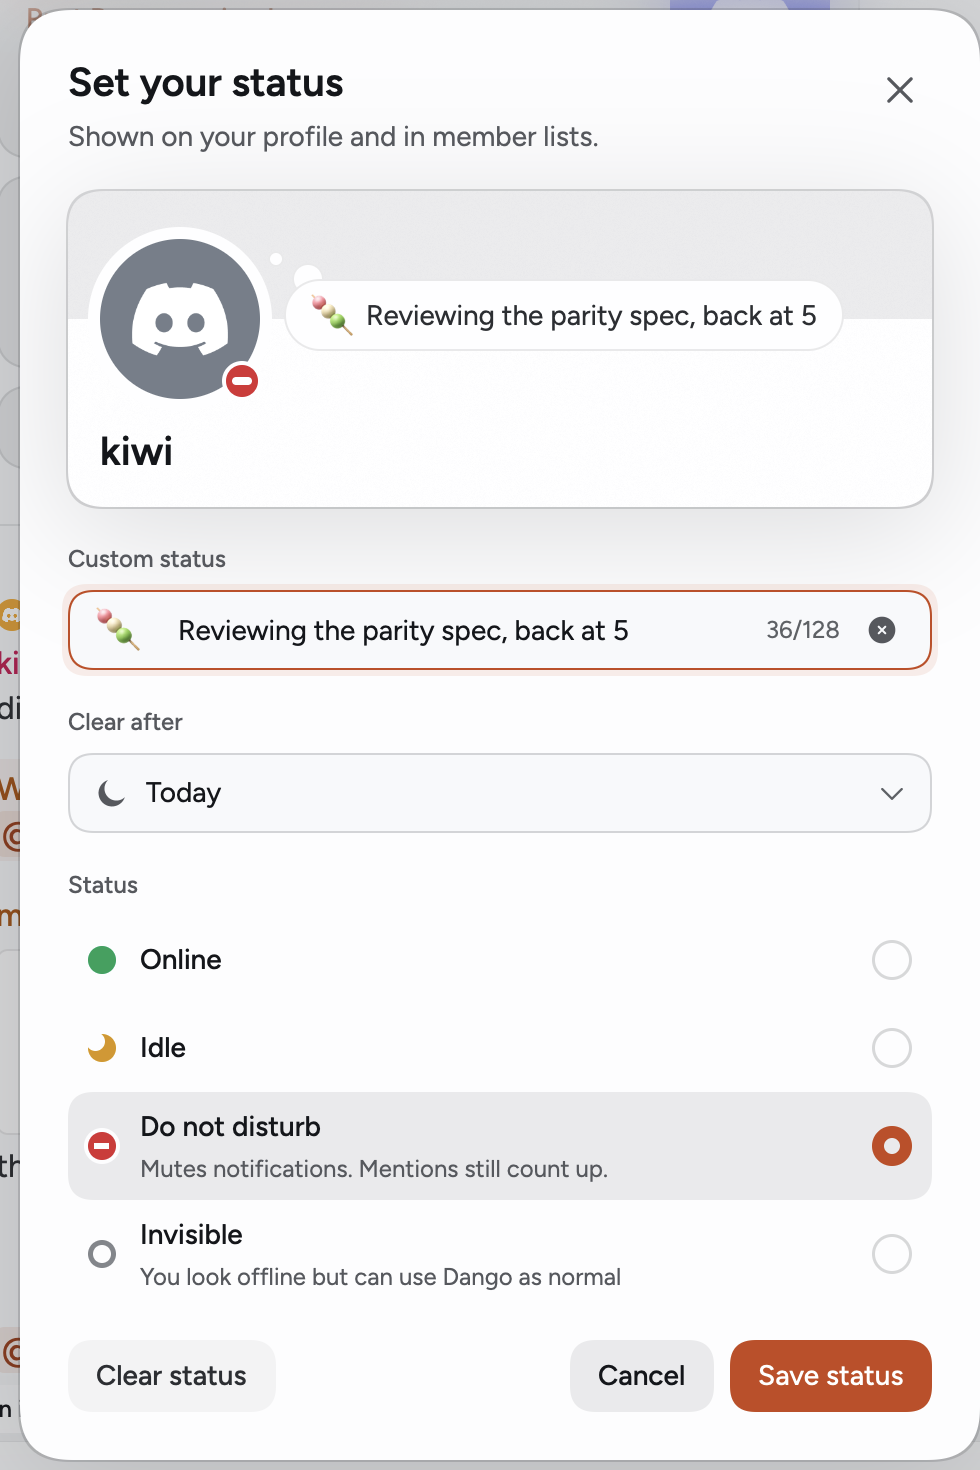 Set your status
Shown on your profile and in member lists.
Reviewing the parity spec, back at 5
kiwi
Custom status
Reviewing the parity spec, back at 5 36/128
Clear after
Today
Status
Online
Idle
Do not disturb
Mutes notifications. Mentions still count up.
Invisible
You look offline but can use Dango as normal
Clear status Cancel Save status